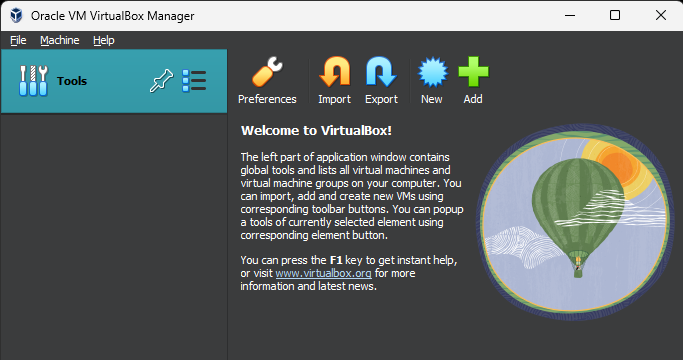 Oracle VM VirtualBox Manager
File Machine Help
Tools
Preferences Import Export New Add
Welcome to VirtualBox!
The left part of application window contains
global tools and lists all virtual machines and
virtual machine groups on your computer. You
can import, add and create new VMs using
corresponding toolbar buttons. You can popup
a tools of currently selected element using
corresponding element button.
You can press the F1 key to get instant help,
or visit www.virtualbox.org for more
information and latest news.